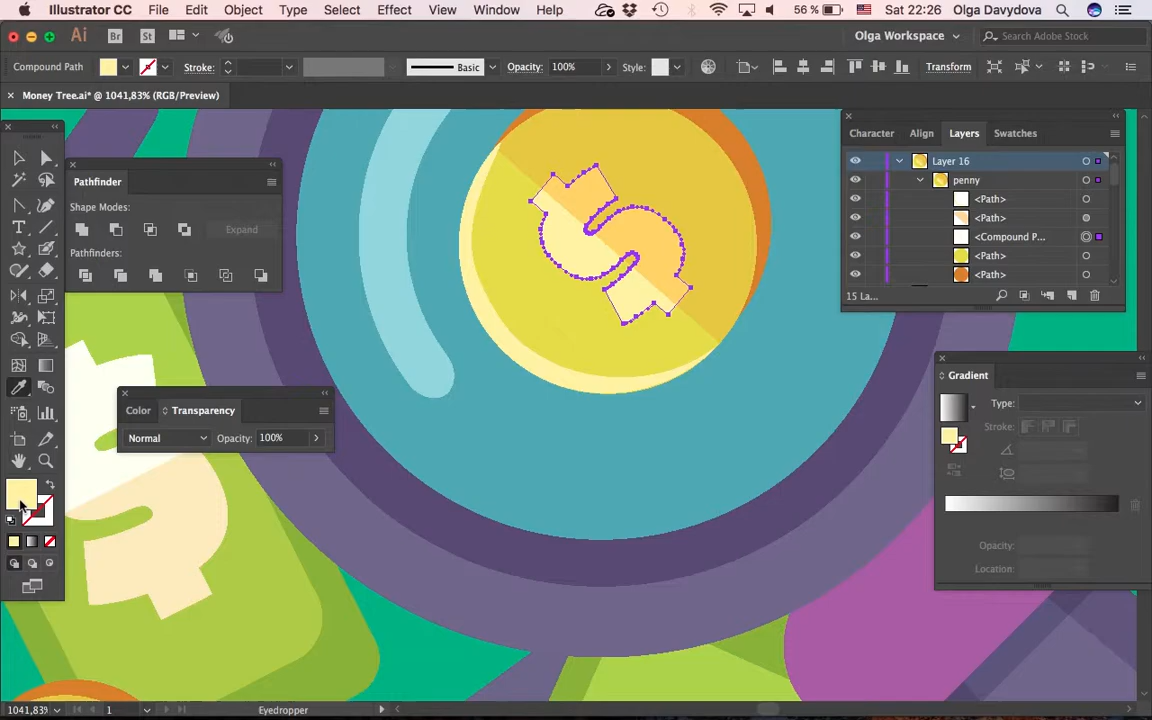 Illustrator CC File Edit Object Type Select Effect View Window Help 56 % Sat 22:26 Olga Davydova
Ai Br St Olga Workspace Search Adobe Stock
Compound Path Stroke: Basic Opacity: 100% Style: Transform
Money Tree.ai* @ 1041,83% (RGB/Preview)
Pathfinder
Shape Modes:
Expand
Pathfinders:
Character Align Layers Swatches
Layer 16
penny
<Path>
<Path>
<Compound P...
<Path>
<Path>
15 La...
Color Transparency
Normal Opacity: 100%
Gradient
Type:
Stroke:
Opacity:
Location:
1041,83% 1 Eyedropper